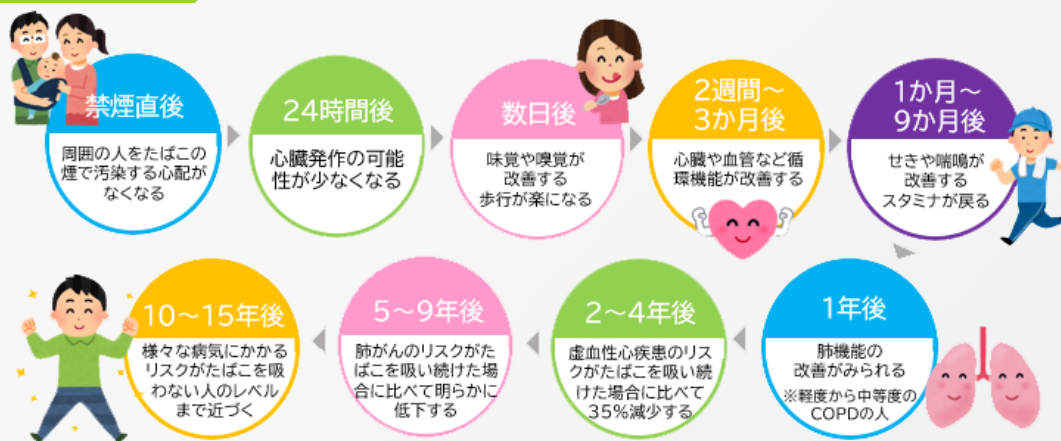 禁煙直後
周囲の人をたばこの
煙で汚染する心配が
なくなる
24時間後
心臓発作の可能
性が少なくなる
数日後
味覚や嗅覚が
改善する
歩行が楽になる
2週間～
3か月後
心臓や血管など循
環機能が改善する
1か月～
9か月後
せきや喘鳴が
改善する
スタミナが戻る
1年後
肺機能の
改善がみられる
※軽度から中等度の
COPDの人
2～4年後
虚血性心疾患のリス
クがたばこを吸い続
けた場合に比べて
35%減少する
5～9年後
肺がんのリスクがた
ばこを吸い続けた場
合に比べて明らかに
低下する
10～15年後
様々な病気にかかる
リスクがたばこを吸
わない人のレベル
まで近づく